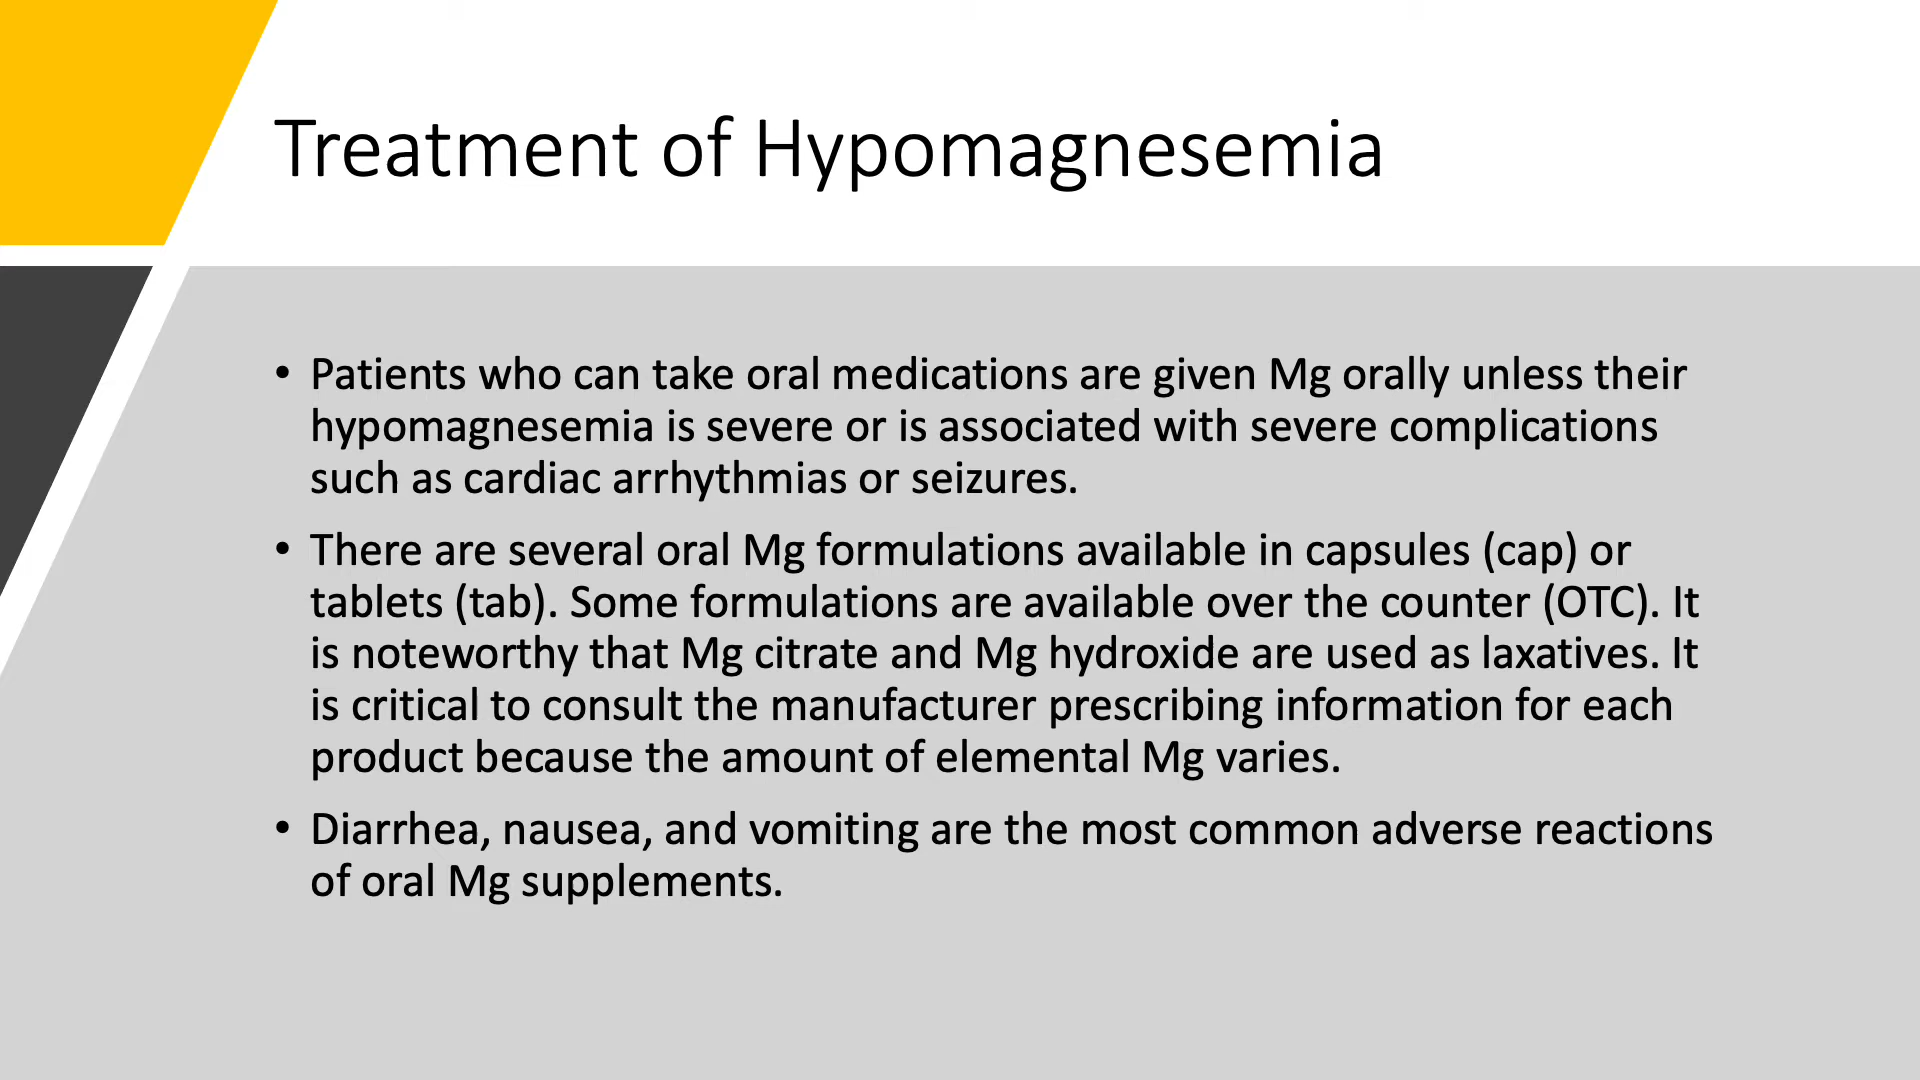 Treatment of Hypomagnesemia
• Patients who can take oral medications are given Mg orally unless their
hypomagnesemia is severe or is associated with severe complications
such as cardiac arrhythmias or seizures.
• There are several oral Mg formulations available in capsules (cap) or
tablets (tab). Some formulations are available over the counter (OTC). It
is noteworthy that Mg citrate and Mg hydroxide are used as laxatives. It
is critical to consult the manufacturer prescribing information for each
product because the amount of elemental Mg varies.
• Diarrhea, nausea, and vomiting are the most common adverse reactions
of oral Mg supplements.